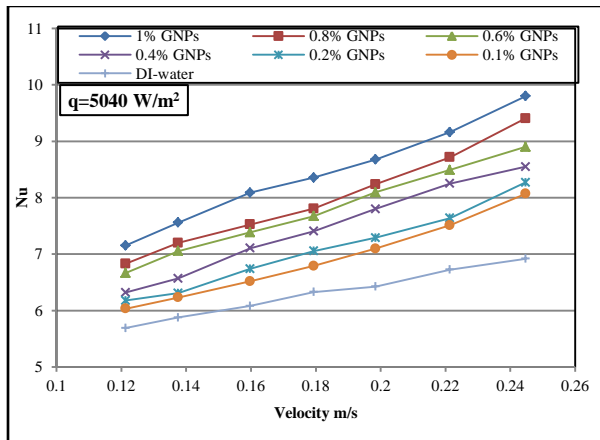 11
1% GNPs 0.8% GNPs 0.6% GNPs
0.4% GNPs 0.2% GNPs 0.1% GNPs
DI-water
10
q=5040 W/m²
9
8
Nu
7
6
5
0.1 0.12 0.14 0.16 0.18 0.2 0.22 0.24 0.26
Velocity m/s